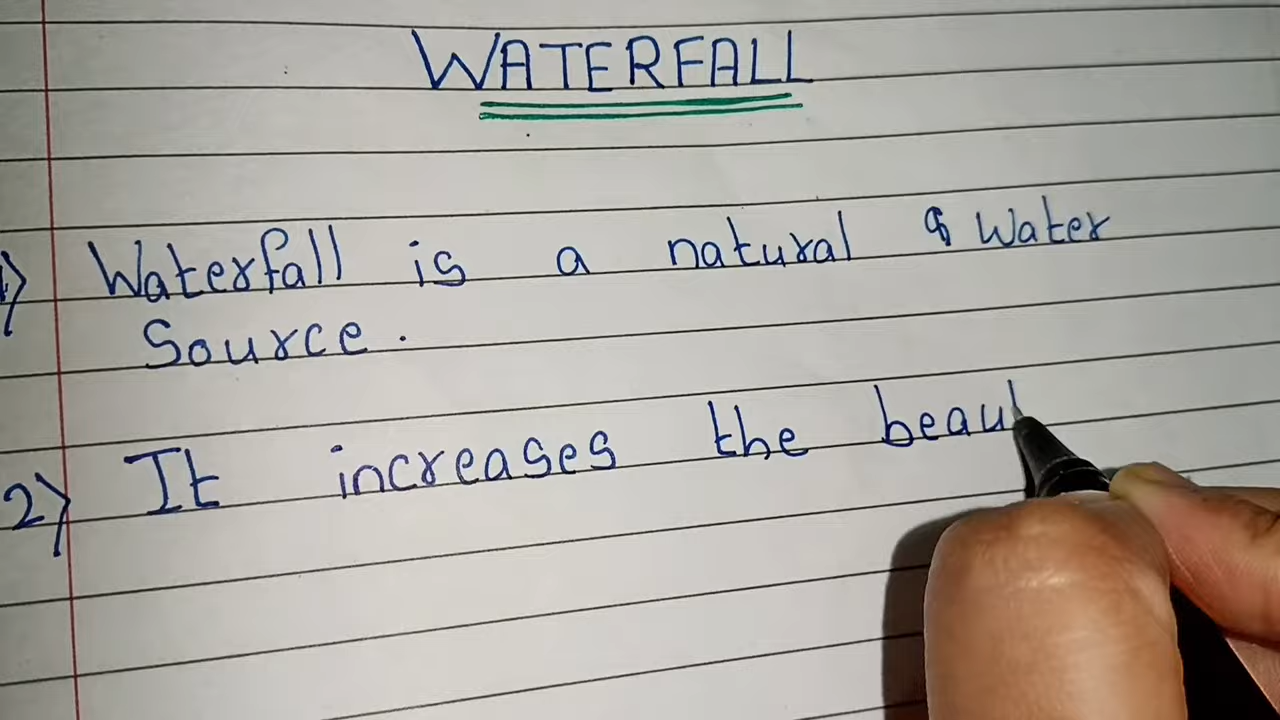 WATERFALL
1) Waterfall is a natural Water
Source.
2) It increases the beau